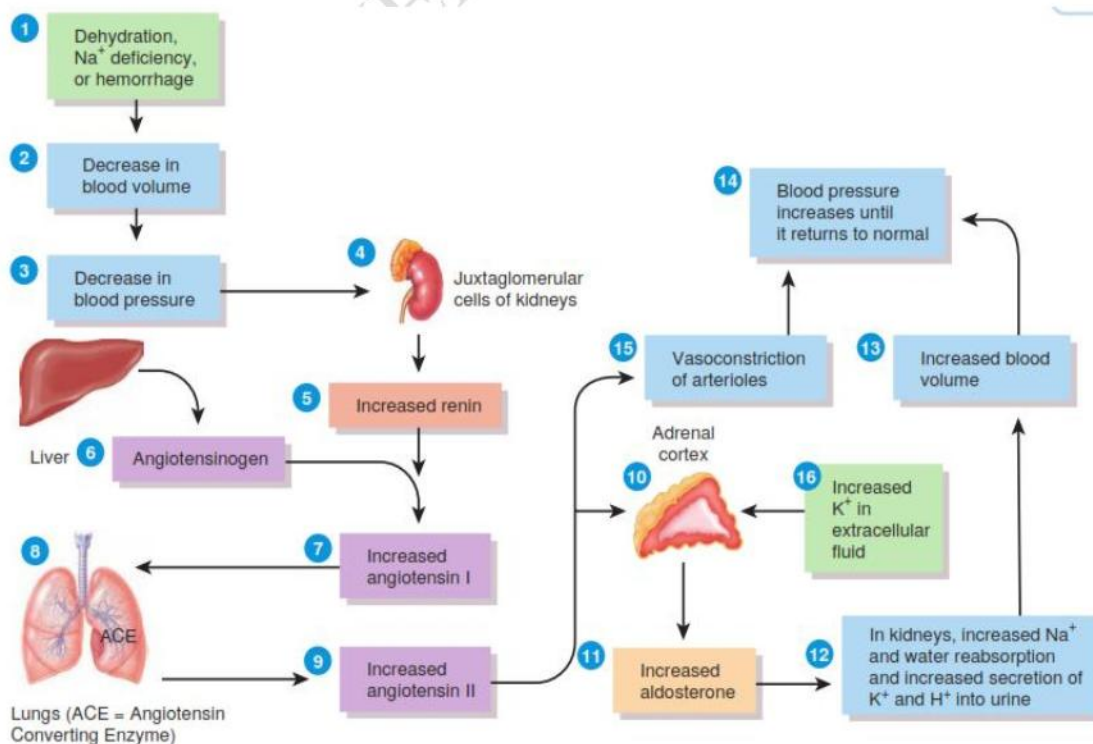 1
Dehydration,
Na+ deficiency,
or hemorrhage
2
Decrease in
blood volume
3
Decrease in
blood pressure
4
Juxtaglomerular
cells of kidneys
5
Increased renin
Liver
6
Angiotensinogen
7
Increased
angiotensin I
8
ACE
Lungs (ACE = Angiotensin
Converting Enzyme)
9
Increased
angiotensin II
10
Adrenal
cortex
11
Increased
aldosterone
12
In kidneys, increased Na+
and water reabsorption
and increased secretion of
K+ and H+ into urine
13
Increased blood
volume
14
Blood pressure
increases until
it returns to normal
15
Vasoconstriction
of arterioles
16
Increased
K+ in
extracellular
fluid